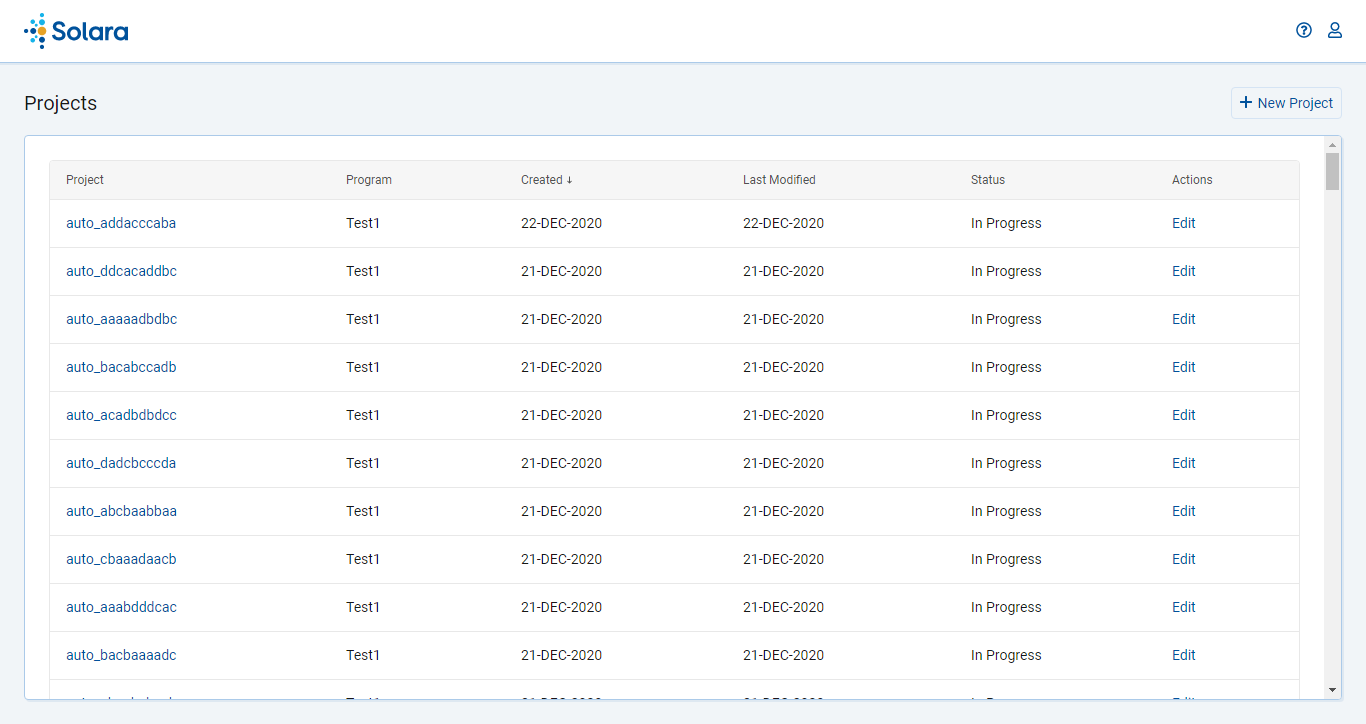 Solara
Projects
New Project
Project Program Created ↓ Last Modified Status Actions
auto_addacccaba Test1 22-DEC-2020 22-DEC-2020 In Progress Edit
auto_ddcacaddbc Test1 21-DEC-2020 21-DEC-2020 In Progress Edit
auto_aaaaadbdbc Test1 21-DEC-2020 21-DEC-2020 In Progress Edit
auto_bacabccadb Test1 21-DEC-2020 21-DEC-2020 In Progress Edit
auto_acadbdbdcc Test1 21-DEC-2020 21-DEC-2020 In Progress Edit
auto_dadcbcccda Test1 21-DEC-2020 21-DEC-2020 In Progress Edit
auto_abcbaabbaa Test1 21-DEC-2020 21-DEC-2020 In Progress Edit
auto_cbaaadaacb Test1 21-DEC-2020 21-DEC-2020 In Progress Edit
auto_aaabdddcac Test1 21-DEC-2020 21-DEC-2020 In Progress Edit
auto_bacbaaaadc Test1 21-DEC-2020 21-DEC-2020 In Progress Edit